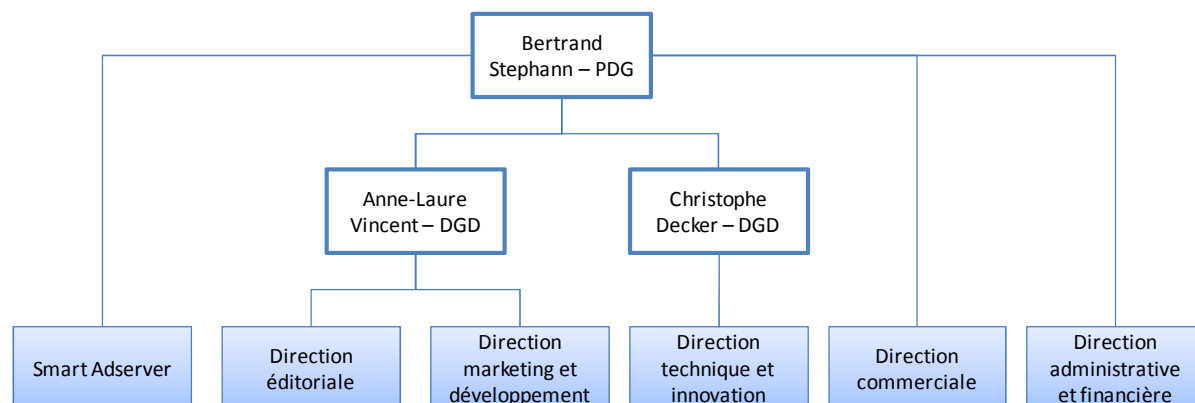 Bertrand
Stephann – PDG
Anne-Laure
Vincent – DGD
Christophe
Decker – DGD
Smart Adserver
Direction
éditoriale
Direction
marketing et
développement
Direction
technique et
innovation
Direction
commerciale
Direction
administrative
et financière